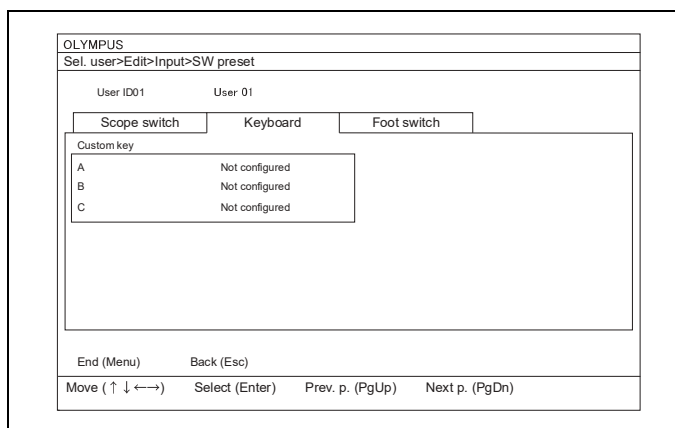 OLYMPUS
Sel. user>Edit>Input>SW preset
User ID01 User 01
Scope switch Keyboard Foot switch
Custom key
A Not configured
B Not configured
C Not configured
End (Menu) Back (Esc)
Move (↑↓←→) Select (Enter) Prev. p. (PgUp) Next p. (PgDn)